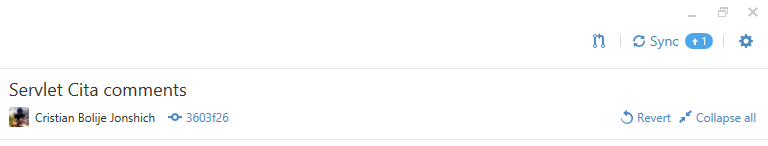 Sync 1
Servlet Cita comments
Cristian Bolije Jonshich 3603f26 Revert Collapse all